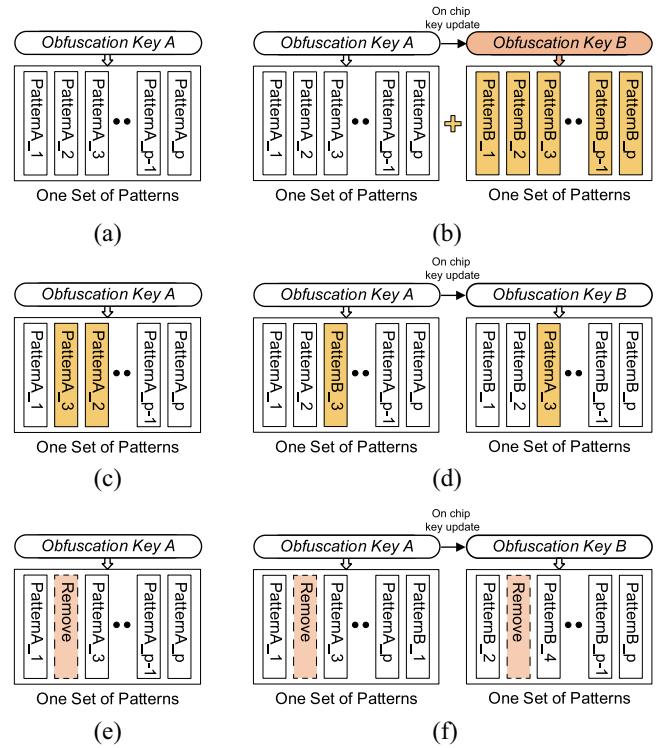 Obfuscation Key A
PatternA_1
PatternA_2
PatternA_3
PatternA_p-1
PatternA_p
One Set of Patterns
(a)
On chip
key update
Obfuscation Key A
Obfuscation Key B
PatternA_1
PatternA_2
PatternA_3
PatternA_p-1
PatternA_p
+
PatternB_1
PatternB_2
PatternB_3
PatternB_p-1
PatternB_p
One Set of Patterns
One Set of Patterns
(b)
Obfuscation Key A
PatternA_1
PatternA_3
PatternA_2
PatternA_p-1
PatternA_p
One Set of Patterns
(c)
On chip
key update
Obfuscation Key A
Obfuscation Key B
PatternA_1
PatternA_2
PatternB_3
PatternA_p-1
PatternA_p
PatternB_1
PatternB_2
PatternA_3
PatternB_p-1
PatternB_p
One Set of Patterns
One Set of Patterns
(d)
Obfuscation Key A
PatternA_1
Remove
PatternA_3
PatternA_p-1
PatternA_p
One Set of Patterns
(e)
On chip
key update
Obfuscation Key A
Obfuscation Key B
PatternA_1
Remove
PatternA_3
PatternA_p
PatternB_1
PatternB_2
Remove
PatternB_4
PatternB_p-1
PatternB_p
One Set of Patterns
One Set of Patterns
(f)